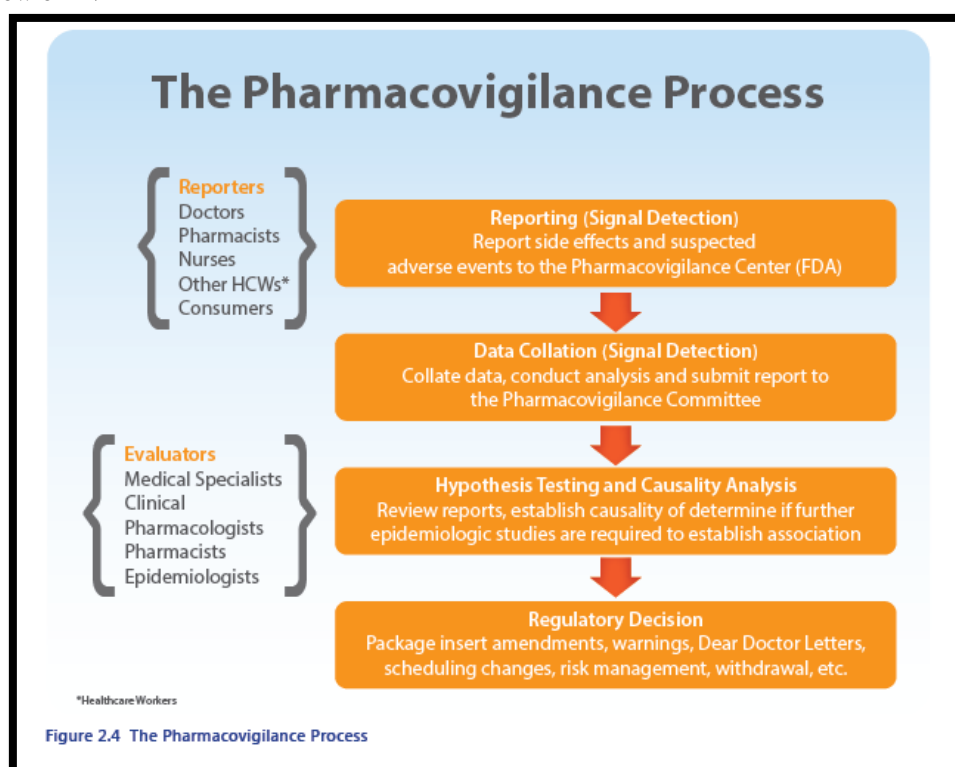 The Pharmacovigilance Process
Reporters
Doctors
Pharmacists
Nurses
Other HCWs*
Consumers
Reporting (Signal Detection)
Report side effects and suspected
adverse events to the Pharmacovigilance Center (FDA)
Data Collation (Signal Detection)
Collate data, conduct analysis and submit report to
the Pharmacovigilance Committee
Evaluators
Medical Specialists
Clinical
Pharmacologists
Pharmacists
Epidemiologists
Hypothesis Testing and Causality Analysis
Review reports, establish causality of determine if further
epidemiologic studies are required to establish association
Regulatory Decision
Package insert amendments, warnings, Dear Doctor Letters,
scheduling changes, risk management, withdrawal, etc.
*Healthcare Workers
Figure 2.4 The Pharmacovigilance Process